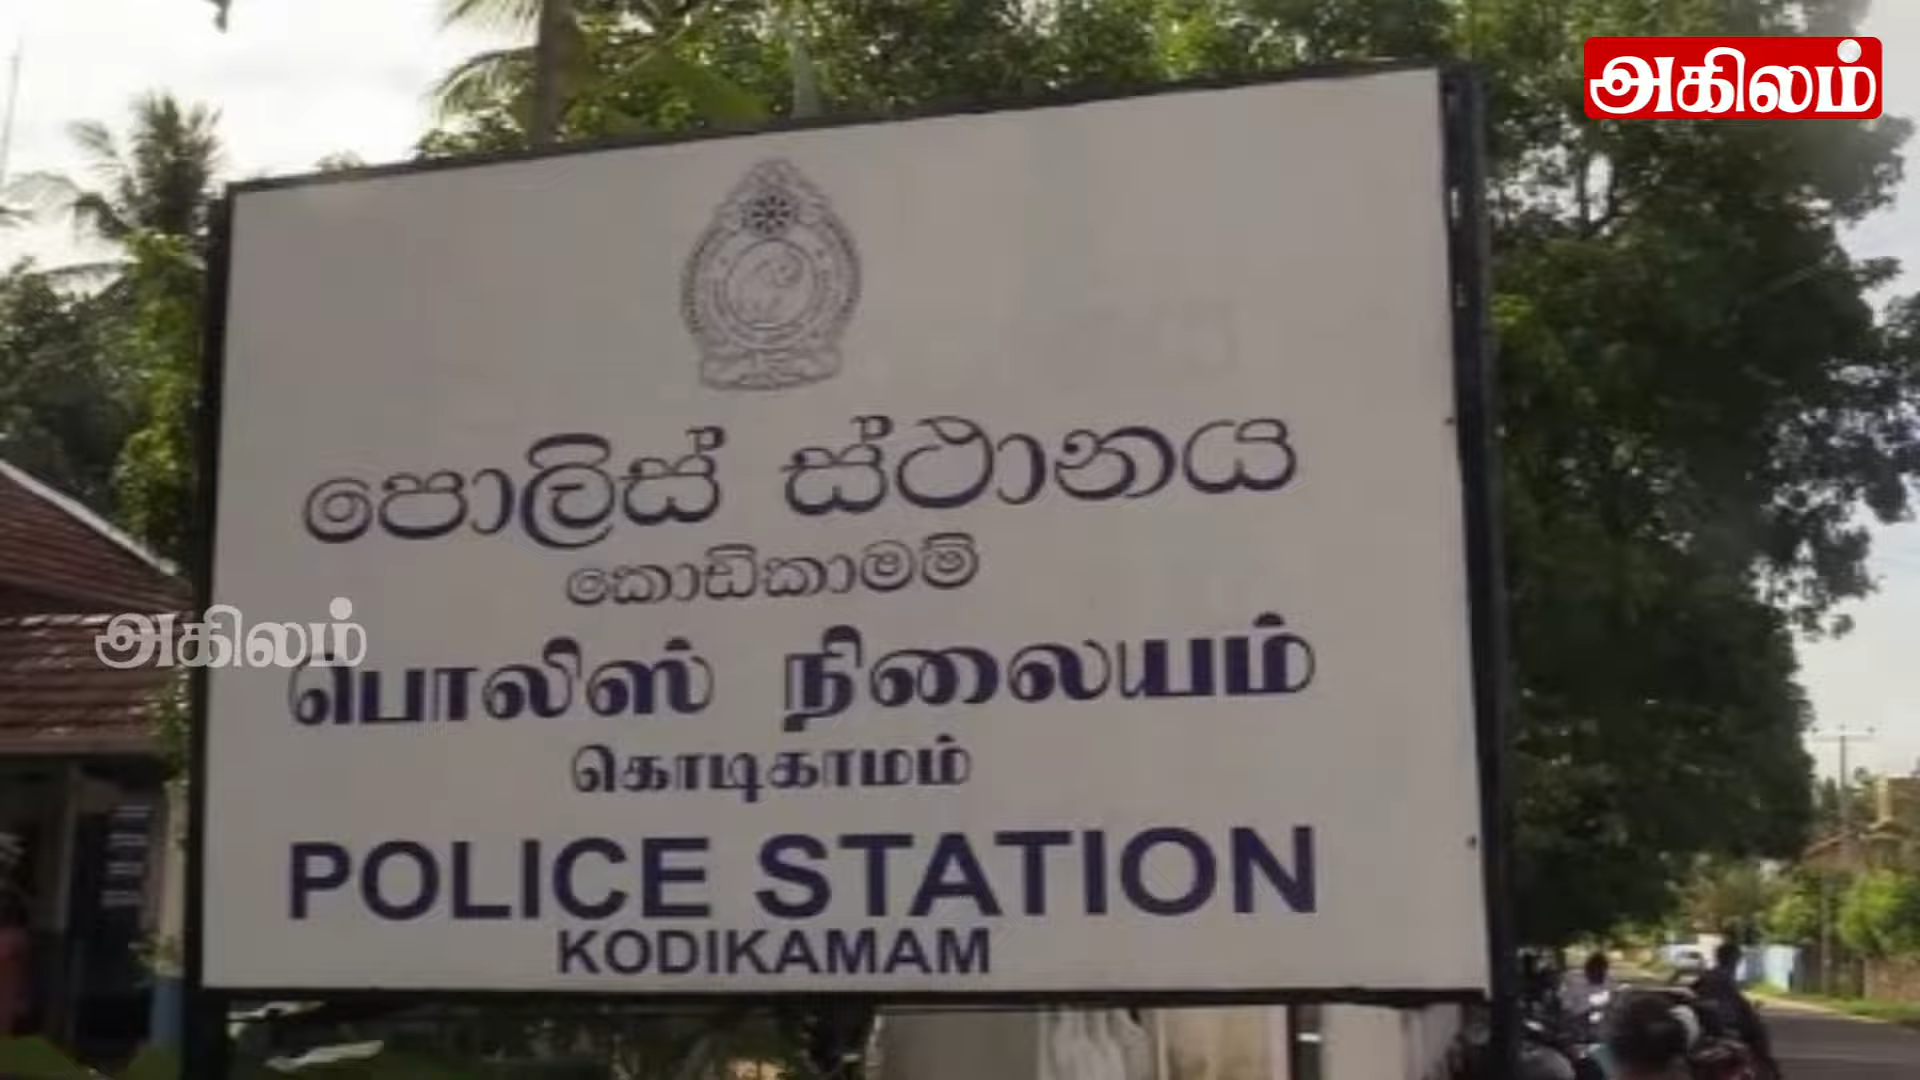 அகிலம்
පොලිස් ස්ථානය
කොඩිකාමම්
அகிலம்
பொலிஸ் நிலையம்
கொடிகாமம்
POLICE STATION
KODIKAMAM